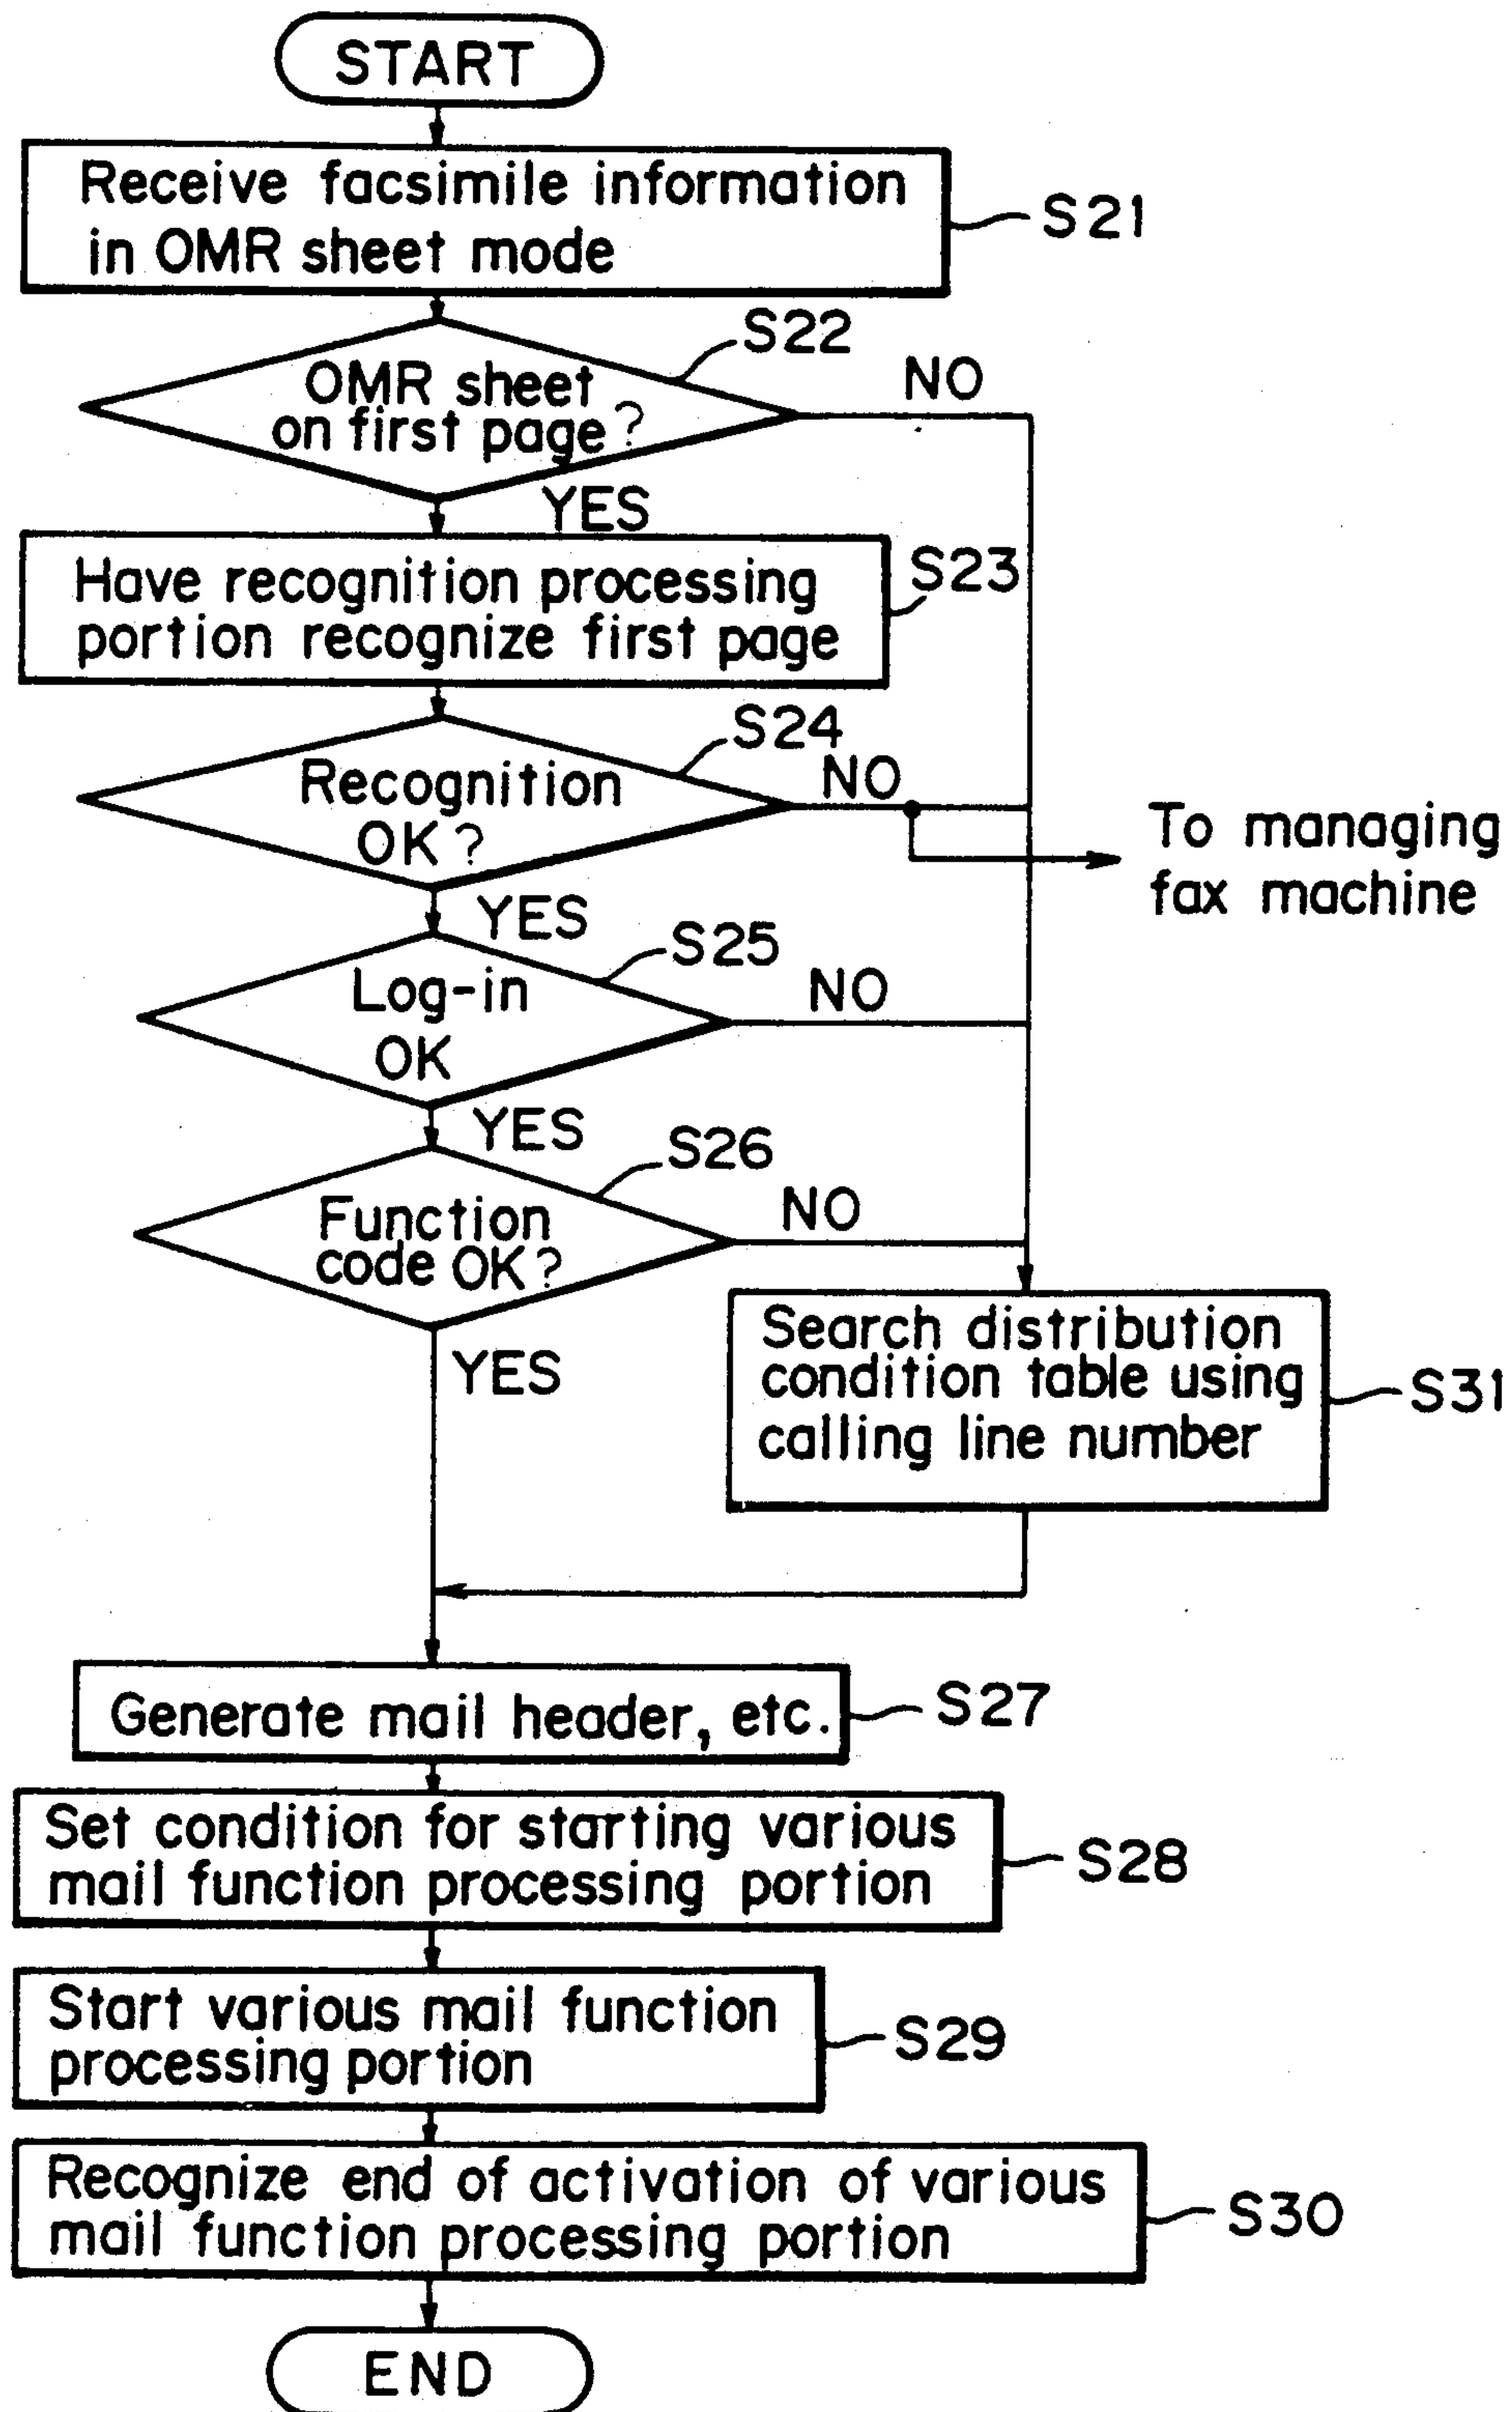 START
Receive facsimile information
in OMR sheet mode
S21
S22
OMR sheet
on first page?
NO
YES
Have recognition processing
portion recognize first page
S23
S24
Recognition
OK?
NO
To managing
fax machine
YES
S25
Log-in
OK
NO
YES
S26
Function
code OK?
NO
YES
Search distribution
condition table using
calling line number
S31
Generate mail header, etc.
S27
Set condition for starting various
mail function processing portion
S28
Start various mail function
processing portion
S29
Recognize end of activation of various
mail function processing portion
S30
END